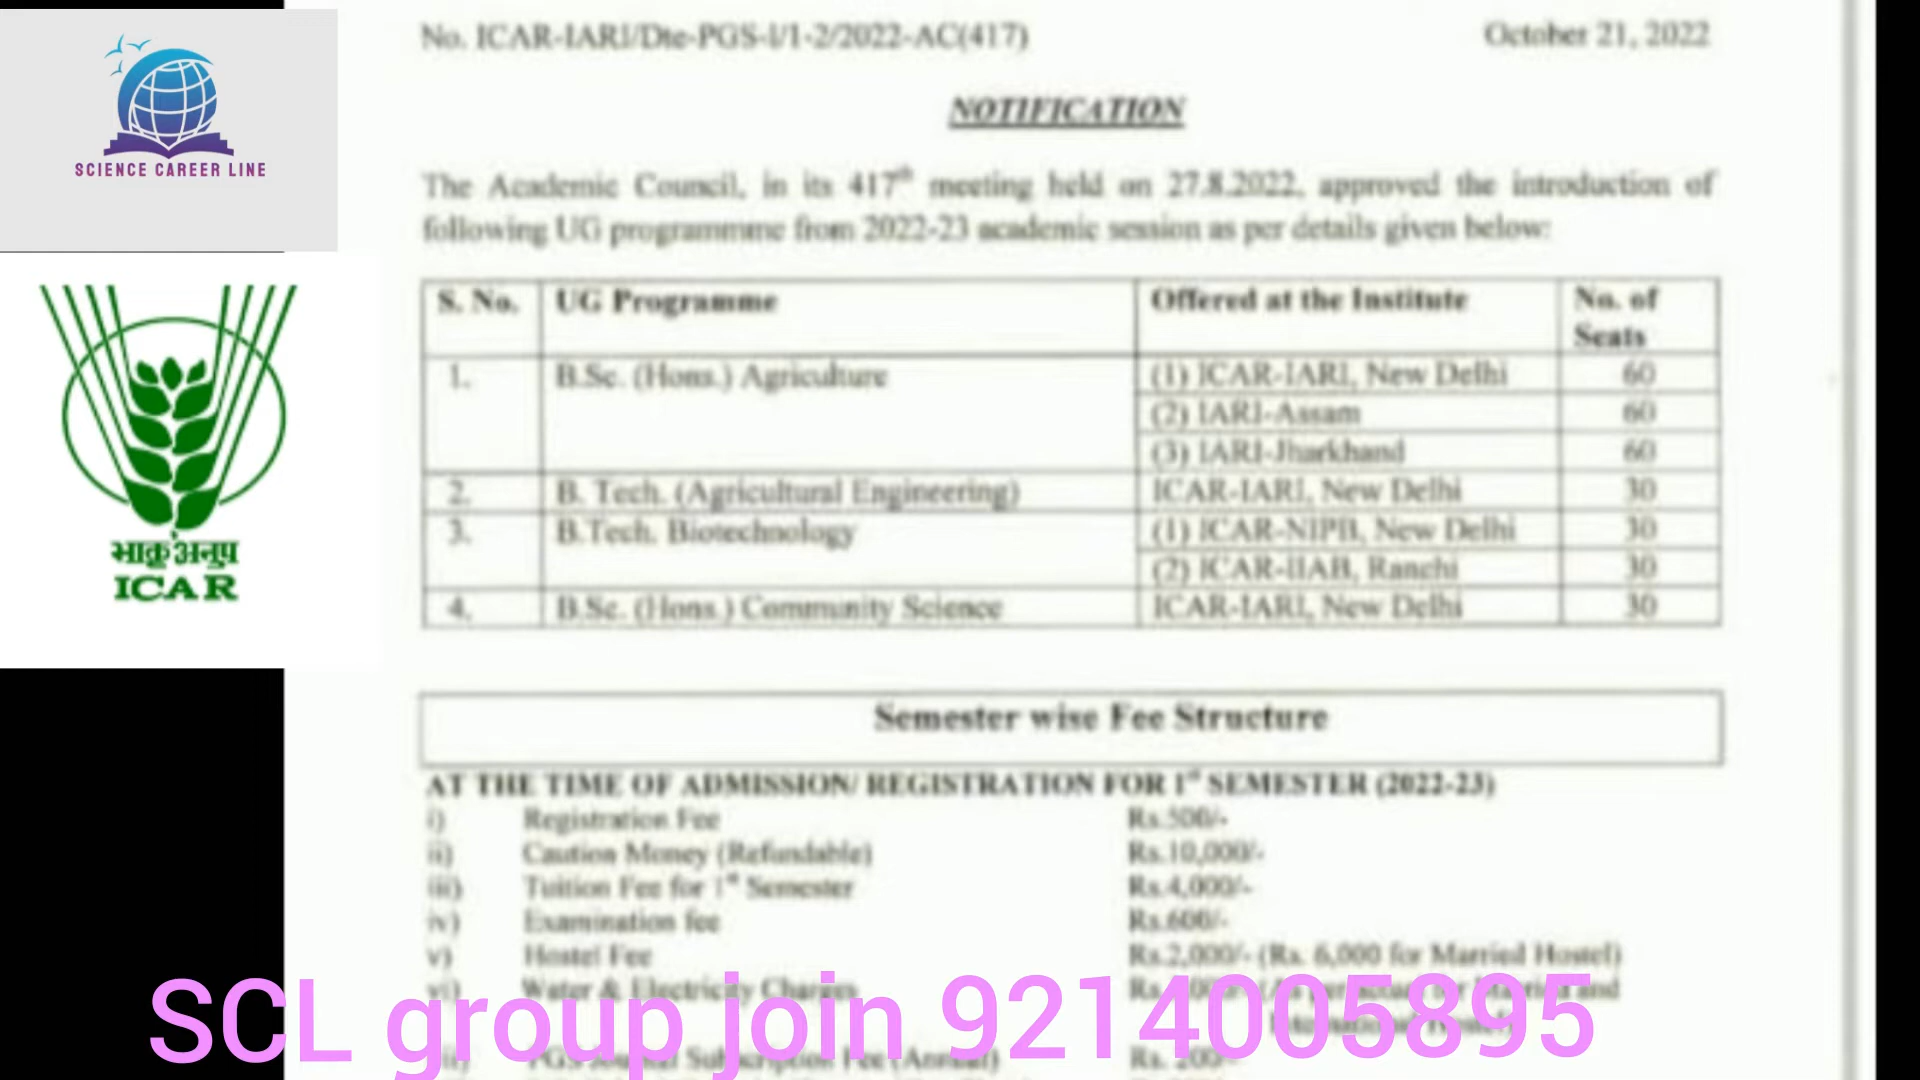 No. ICAR-IARI/Dte-PGS-I/1-2/2022-AC(417) October 21, 2022
SCIENCE CAREER LINE
NOTIFICATION
The Academic Council, in its 417th meeting held on 27.8.2022, approved the introduction of
following UG programmme from 2022-23 academic session as per details given below:
S. No. UG Programme Offered at the Institute No. of
Seats
1. B.Sc. (Hons.) Agriculture (1) ICAR-IARI, New Delhi 60
(2) IARI-Assam 60
(3) IARI-Jharkhand 60
2. B. Tech. (Agricultural Engineering) ICAR-IARI, New Delhi 30
3. B.Tech. Biotechnology (1) ICAR-NIPB, New Delhi 30
(2) ICAR-IIAB, Ranchi 30
4. B.Sc. (Hons.) Community Science ICAR-IARI, New Delhi 30
भाकृअनुप
ICAR
Semester wise Fee Structure
AT THE TIME OF ADMISSION/ REGISTRATION FOR 1st SEMESTER (2022-23)
i) Registration Fee Rs.500/-
ii) Caution Money (Refundable) Rs.10,000/-
iii) Tuition Fee for 1st Semester Rs.4,000/-
iv) Examination fee Rs.600/-
v) Hostel Fee Rs.2,000/- (Rs. 6,000 for Married Hostel)
vi) Water & Electricity Charges
SCL group join 9214005895
Subscription Fee (Annual)